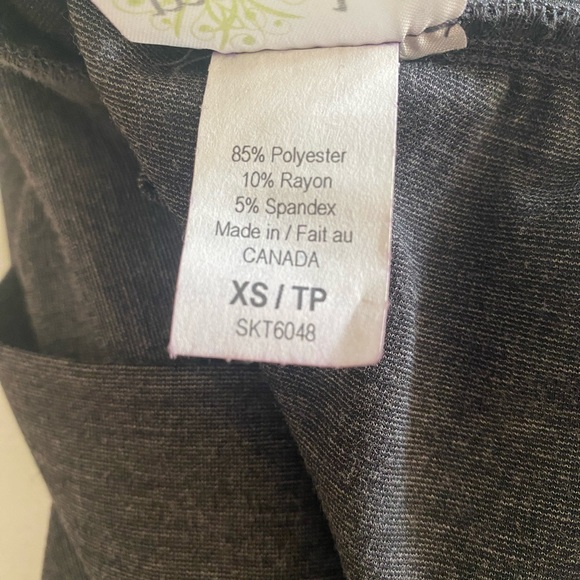 85% Polyester
10% Rayon
5% Spandex
Made in / Fait au
CANADA
XS / TP
SKT6048